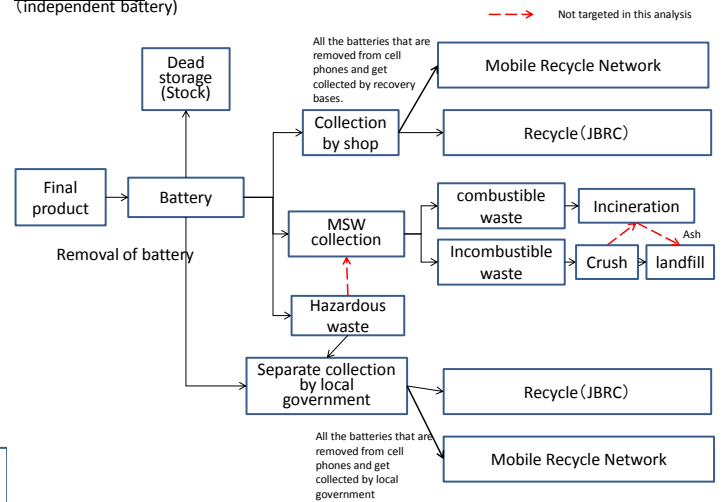 (independent battery)
Not targeted in this analysis
All the batteries that are
removed from cell
phones and get
collected by recovery
bases.
Mobile Recycle Network
Dead
storage
(Stock)
Collection
by shop
Recycle(JBRC)
Final
product
Battery
combustible
waste
Incineration
MSW
collection
Ash
Removal of battery
Incombustible
waste
Crush
landfill
Hazardous
waste
Separate collection
by local
government
Recycle(JBRC)
All the batteries that are
removed from cell
phones and get
collected by local
government
Mobile Recycle Network